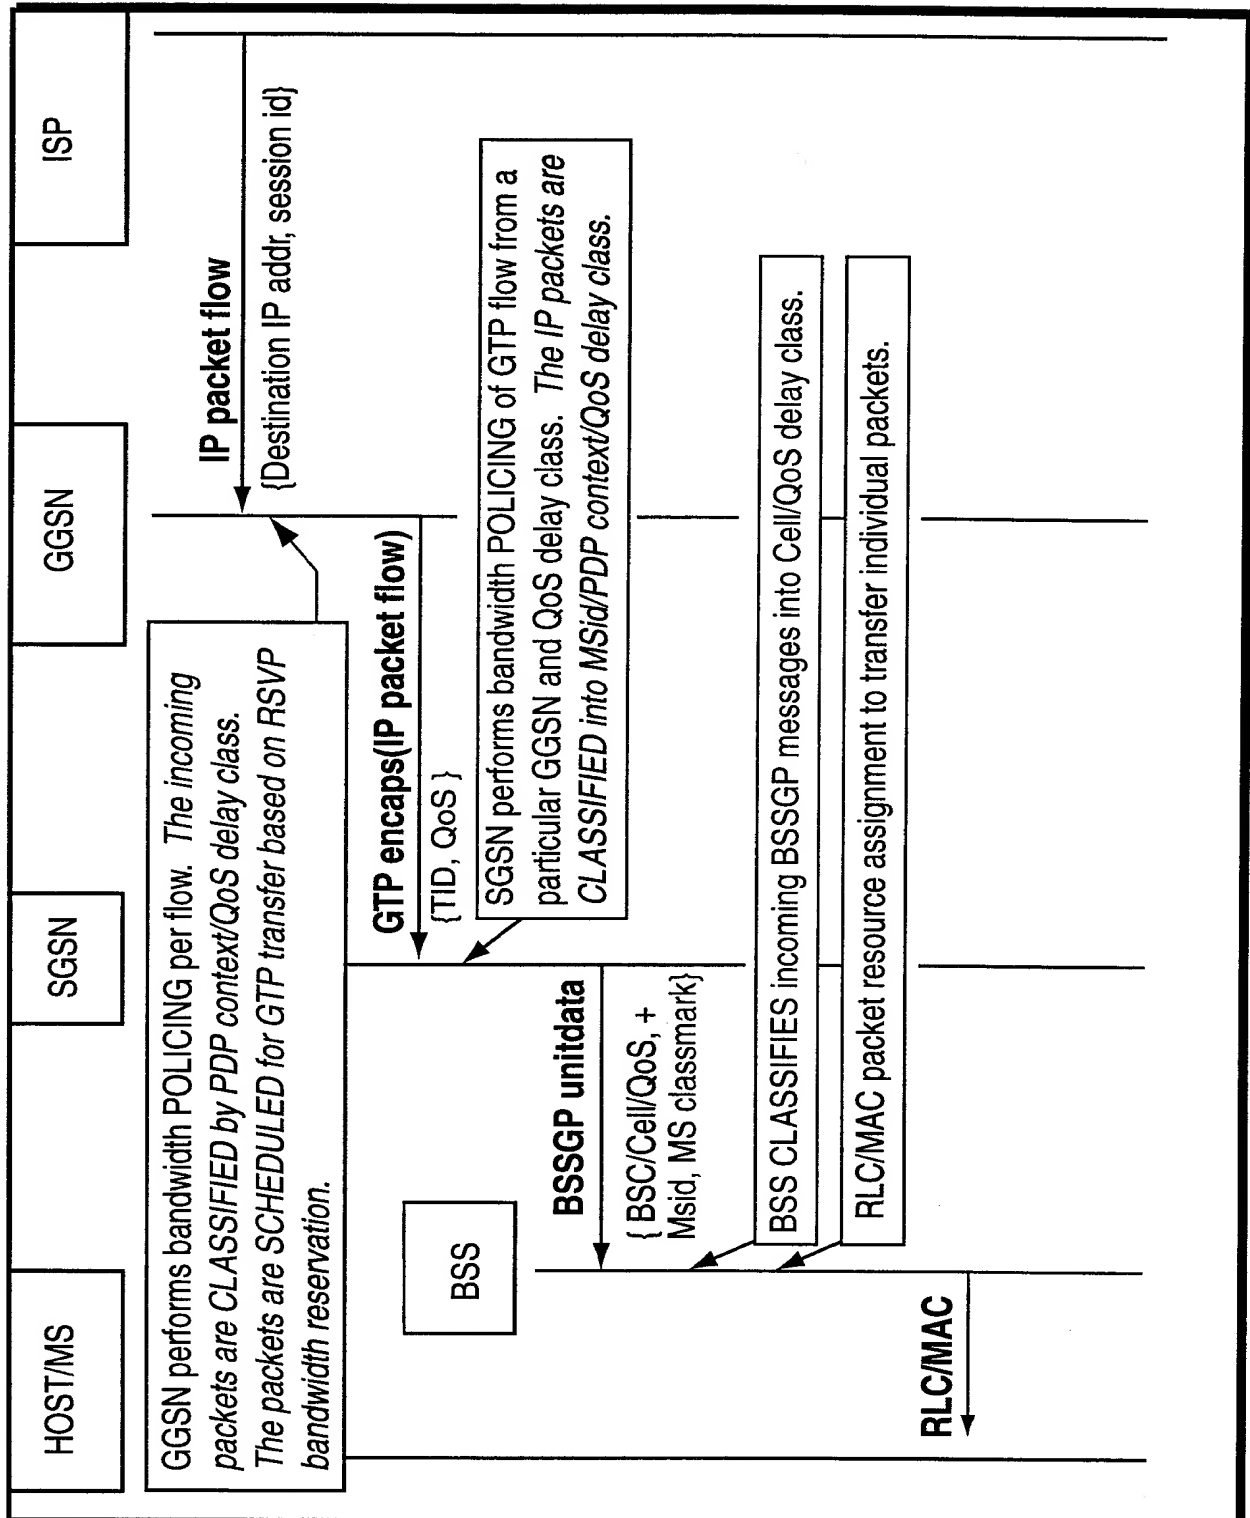 HOST/MS
SGSN
GGSN
ISP
GGSN performs bandwidth POLICING per flow. The incoming
packets are CLASSIFIED by PDP context/QoS delay class.
The packets are SCHEDULED for GTP transfer based on RSVP
bandwidth reservation.
IP packet flow
{Destination IP addr, session id}
GTP encaps(IP packet flow)
{TID, QoS }
BSS
SGSN performs bandwidth POLICING of GTP flow from a
particular GGSN and QoS delay class. The IP packets are
CLASSIFIED into MSid/PDP context/QoS delay class.
BSSGP unitdata
{ BSC/Cell/QoS, +
Msid, MS classmark}
BSS CLASSIFIES incoming BSSGP messages into Cell/QoS delay class.
RLC/MAC packet resource assignment to transfer individual packets.
RLC/MAC